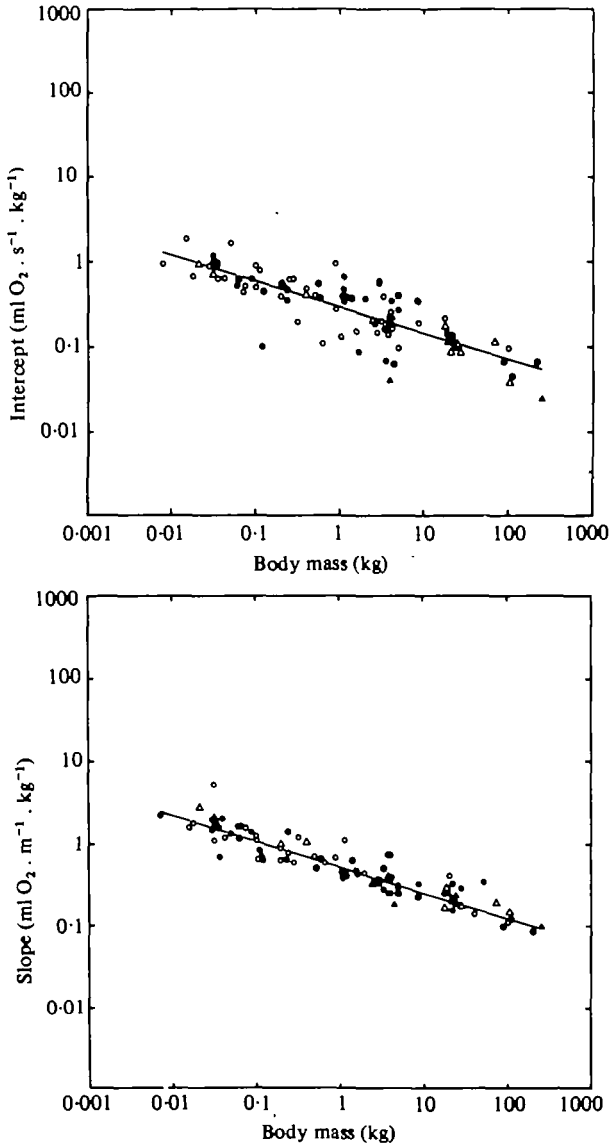 1000
100
10
1
0·1
0·01
Intercept (ml O₂ . s⁻¹ . kg⁻¹)
0·001 0·01 0·1 1 10 100 1000
Body mass (kg)
1000
100
10
1
0·1
0·01
Slope (ml O₂ . m⁻¹ . kg⁻¹)
0·001 0·01 0·1 1 10 100 1000
Body mass (kg)